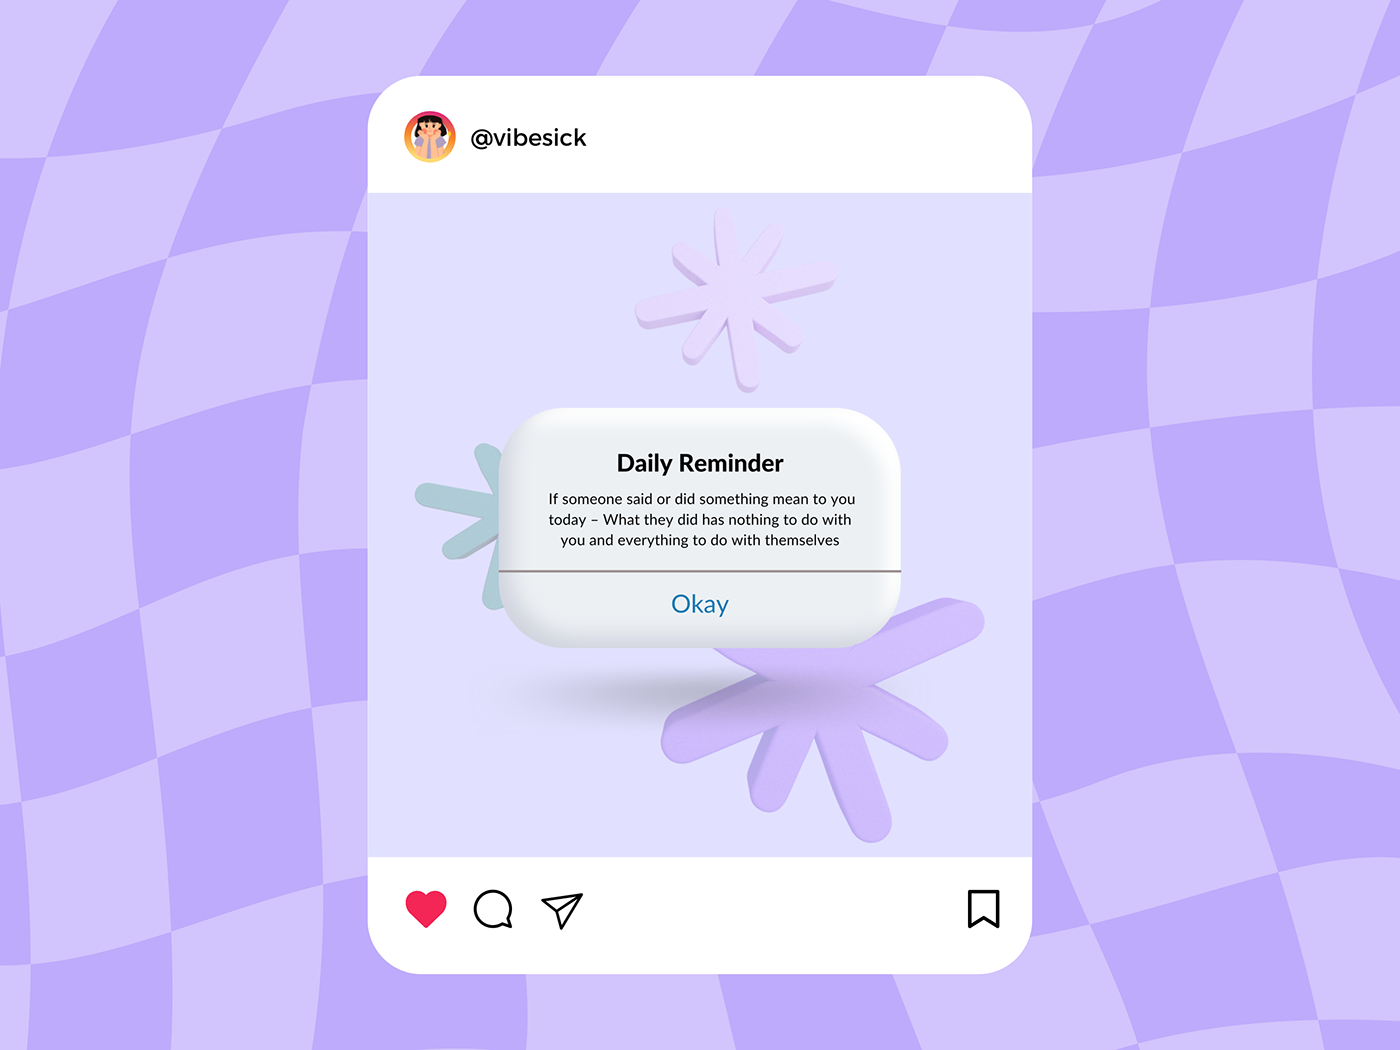 @vibesick
Daily Reminder
If someone said or did something mean to you
today – What they did has nothing to do with
you and everything to do with themselves
Okay